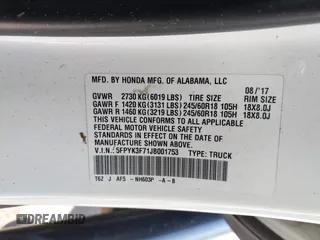 MFD. BY HONDA MFG. OF ALABAMA, LLC
08/'17
GVWR 2730 KG(6019 LBS) TIRE SIZE RIM SIZE
GAWR F 1420 KG(3131 LBS) 245/60R18 105H 18X8.0J
GAWR R 1460 KG(3219 LBS) 245/60R18 105H 18X8.0J
THIS VEHICLE CONFORMS TO ALL APPLICABLE
FEDERAL MOTOR VEHICLE SAFETY
STANDARDS IN EFFECT ON THE DATE OF
MANUFACTURE SHOWN ABOVE.
V.I.N.: 5FPYK3F71JB001753 TYPE: TRUCK
T6Z J AF5 -NH603P -A-B